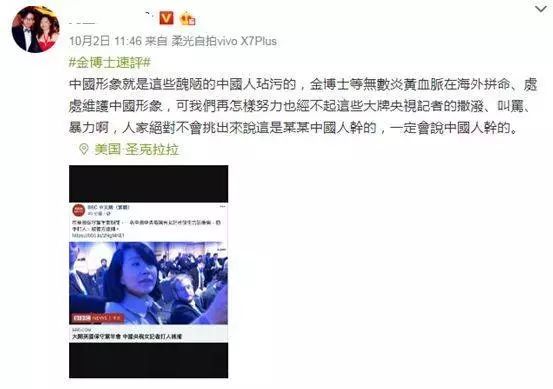 10月2日 11:46 来自 柔光自拍vivo X7Plus
#金博士速評#
中國形象就是這些醜陋的中國人玷污的，金博士等無數炎黃血脈在海外拼命、處
處維護中國形象，可我們再怎樣努力也經不起這些大牌央視記者的撒潑、叫罵、
暴力啊，人家絕對不會挑出來說這是某某中國人幹的，一定會說中國人幹的。
美国·圣克拉拉
BBC
BBC NEWS 中文
大鬧英國保守黨年會 中國央視女記者打人被捕